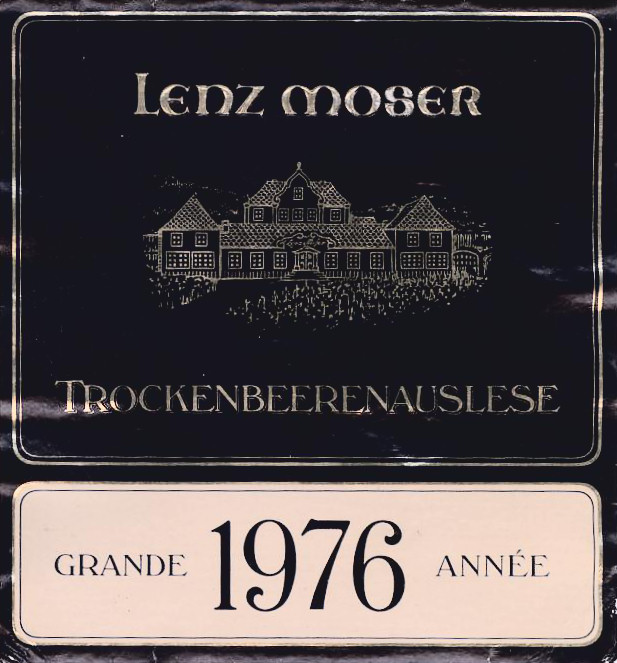 Lenz Moser
Trockenbeerenauslese
GRANDE 1976 ANNÉE